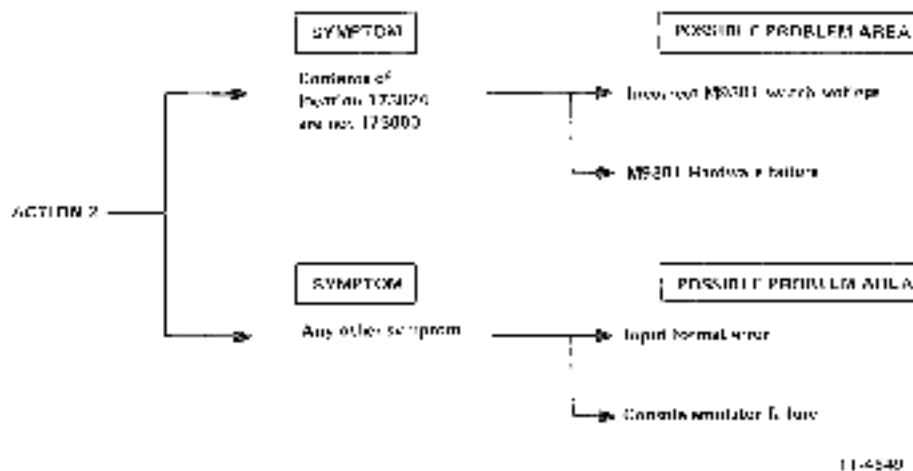 SYMPTOM
POSSIBLE PROBLEM AREA
Contents of
location 173024
are not 173000
Incorrect M9301 switch settings
M9301 Hardware failure
ACTION 2
SYMPTOM
POSSIBLE PROBLEM AREA
Any other symptom
Input format error
Console emulator failure
11-4549